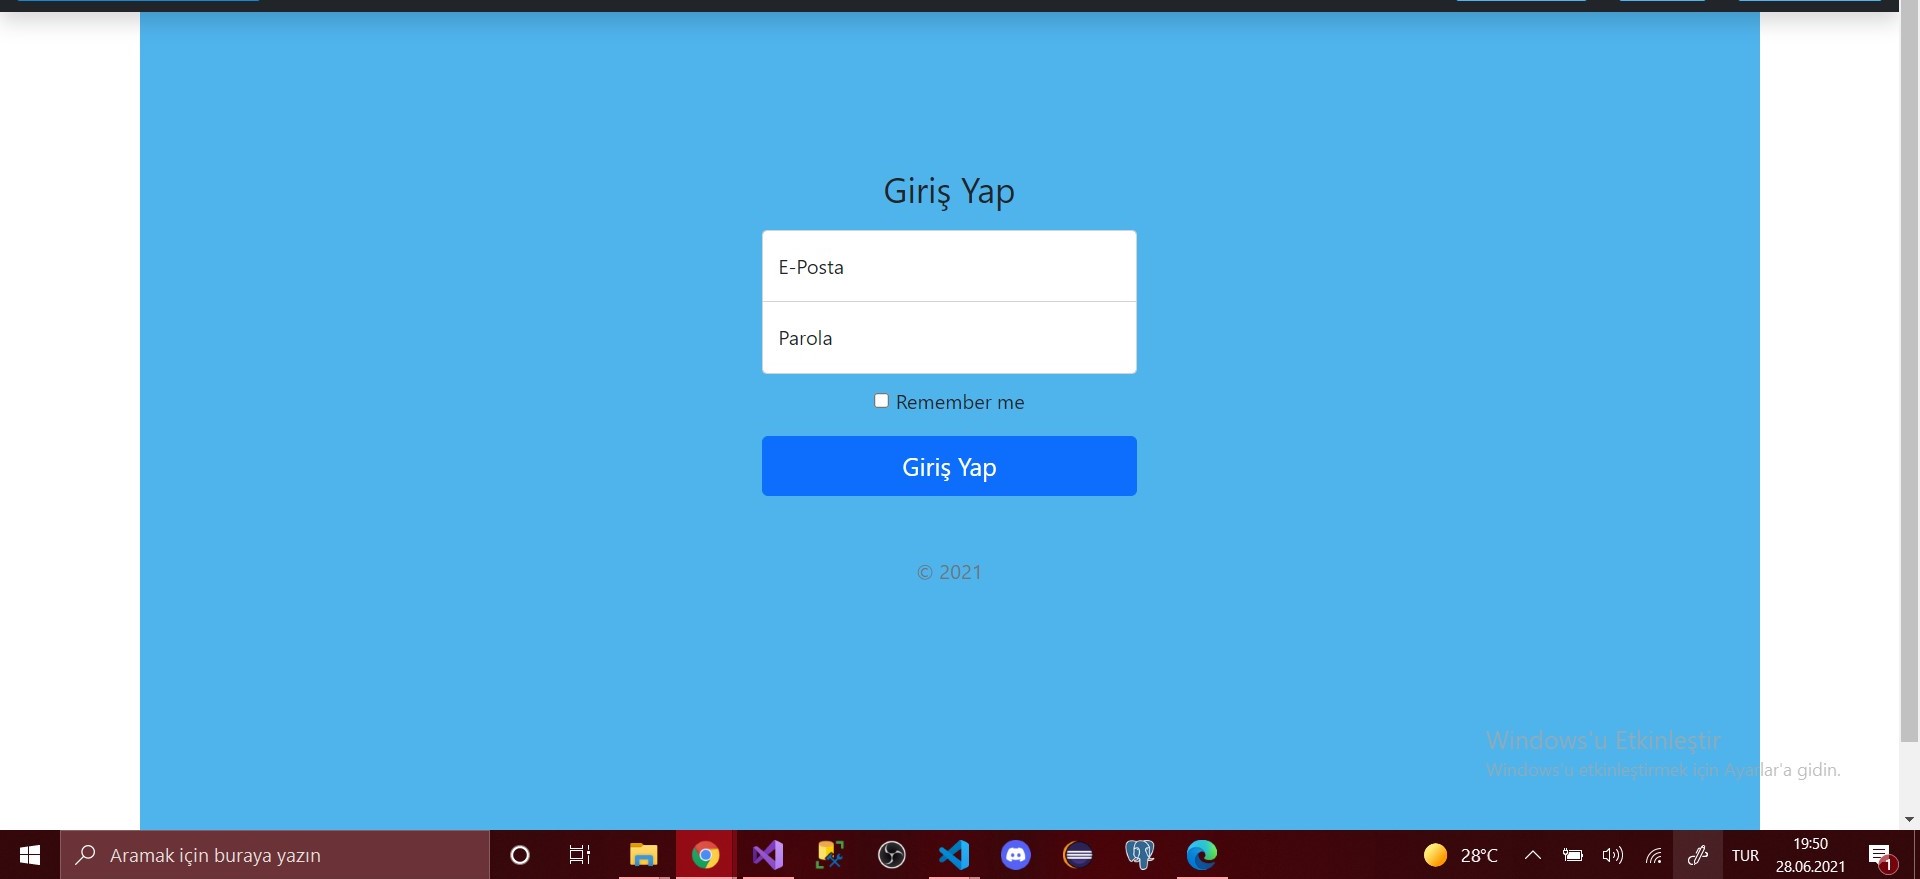 Giriş Yap
E-Posta
Parola
Remember me
Giriş Yap
© 2021
Windows'u Etkinleştir
Windows'u etkinleştirmek için Ayarlar'a gidin.
Aramak için buraya yazın
28°C
TUR
19:50
28.06.2021
1